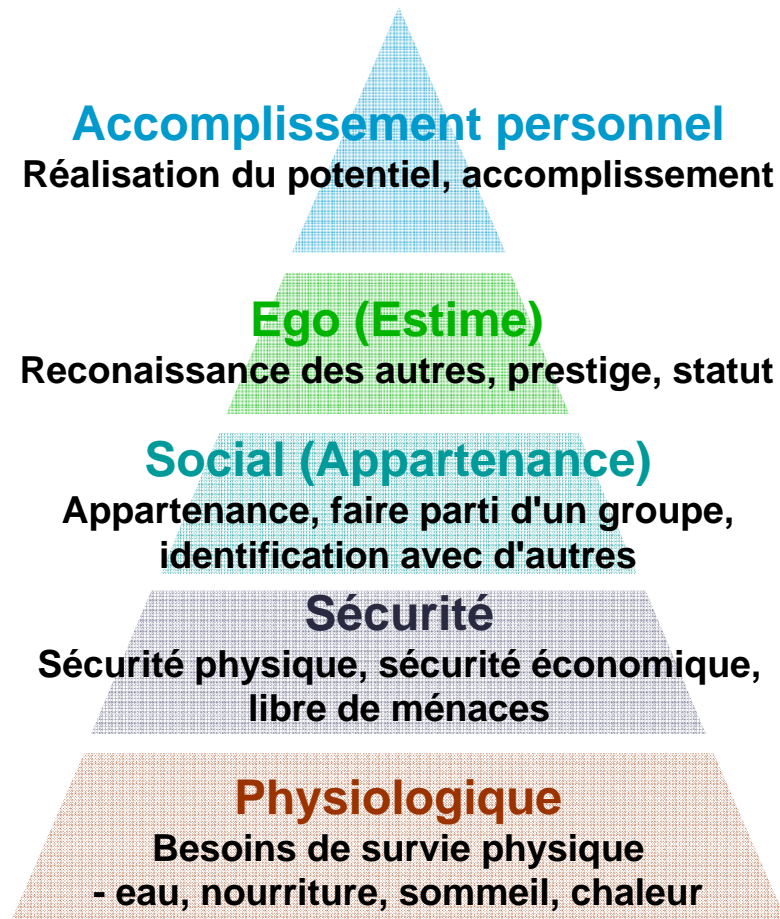 Accomplissement personnel
Réalisation du potentiel, accomplissement
Ego (Estime)
Reconaissance des autres, prestige, statut
Social (Appartenance)
Appartenance, faire parti d'un groupe,
identification avec d'autres
Sécurité
Sécurité physique, sécurité économique,
libre de ménaces
Physiologique
Besoins de survie physique
- eau, nourriture, sommeil, chaleur